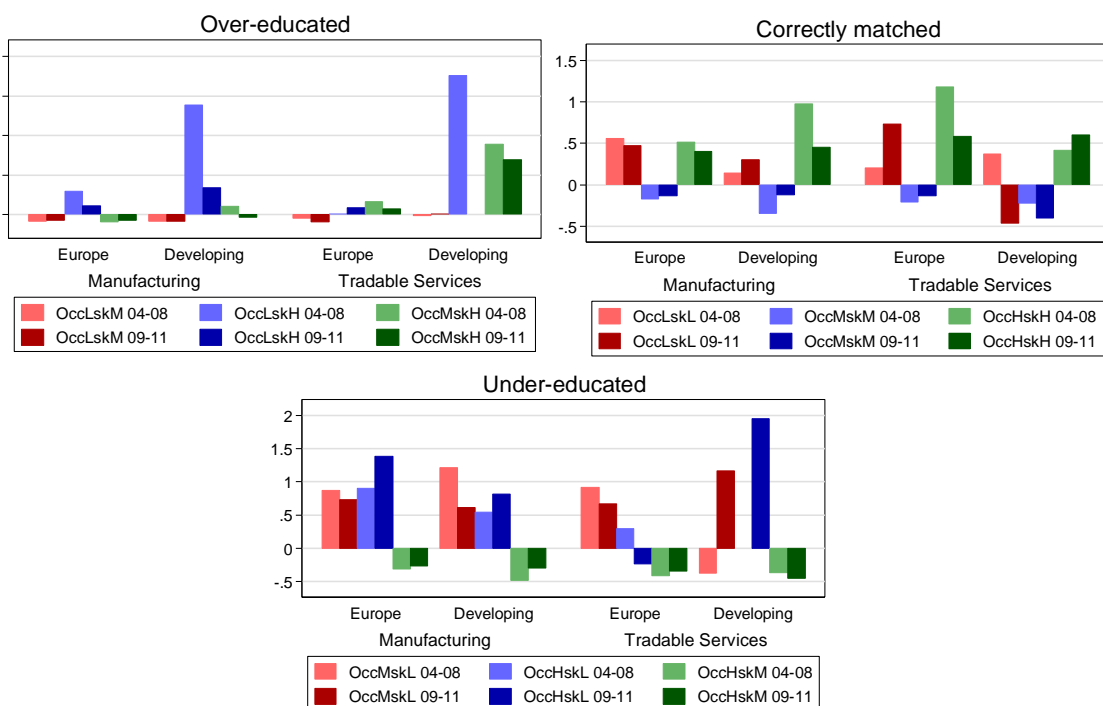 Over-educated
Europe Developing Europe Developing
Manufacturing Tradable Services
OccLskM 04-08 OccLskH 04-08 OccMskH 04-08
OccLskM 09-11 OccLskH 09-11 OccMskH 09-11
Correctly matched
1.5
1
.5
0
-.5
Europe Developing Europe Developing
Manufacturing Tradable Services
OccLskL 04-08 OccMskM 04-08 OccHskH 04-08
OccLskL 09-11 OccMskM 09-11 OccHskH 09-11
Under-educated
2
1.5
1
.5
0
-.5
Europe Developing Europe Developing
Manufacturing Tradable Services
OccMskL 04-08 OccHskL 04-08 OccHskM 04-08
OccMskL 09-11 OccHskL 09-11 OccHskM 09-11